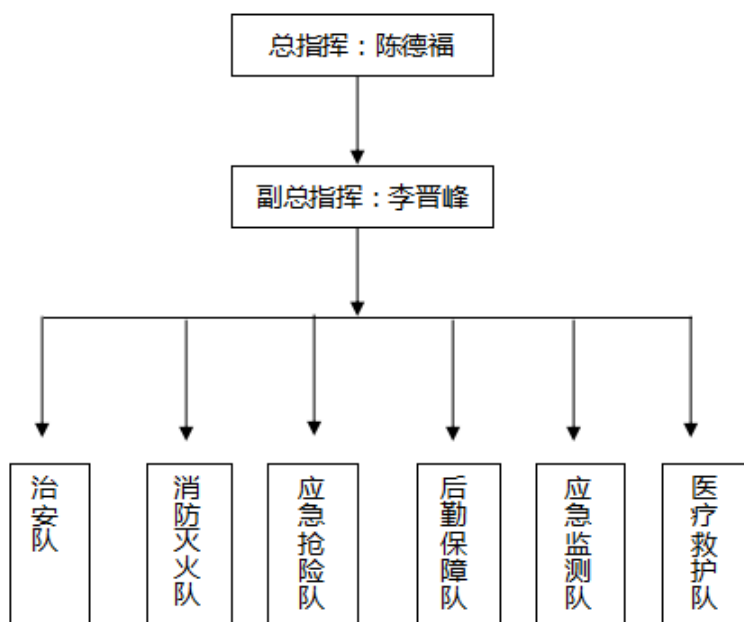 总指挥：陈德福
副总指挥：李晋峰
治安队
消防灭火队
应急抢险队
后勤保障队
应急监测队
医疗救护队